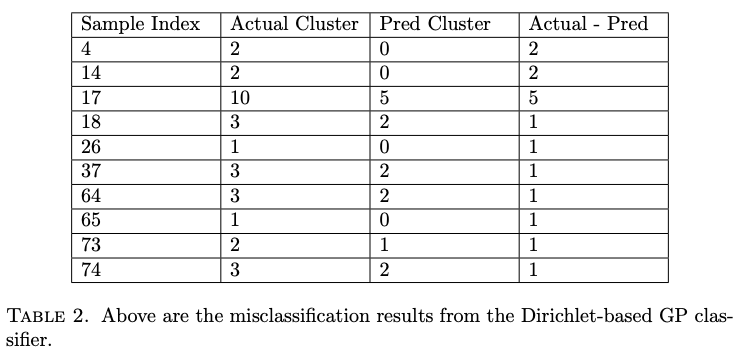 Sample Index Actual Cluster Pred Cluster Actual - Pred
4 2 0 2
14 2 0 2
17 10 5 5
18 3 2 1
26 1 0 1
37 3 2 1
64 3 2 1
65 1 0 1
73 2 1 1
74 3 2 1
TABLE 2. Above are the misclassification results from the Dirichlet-based GP clas-
sifier.